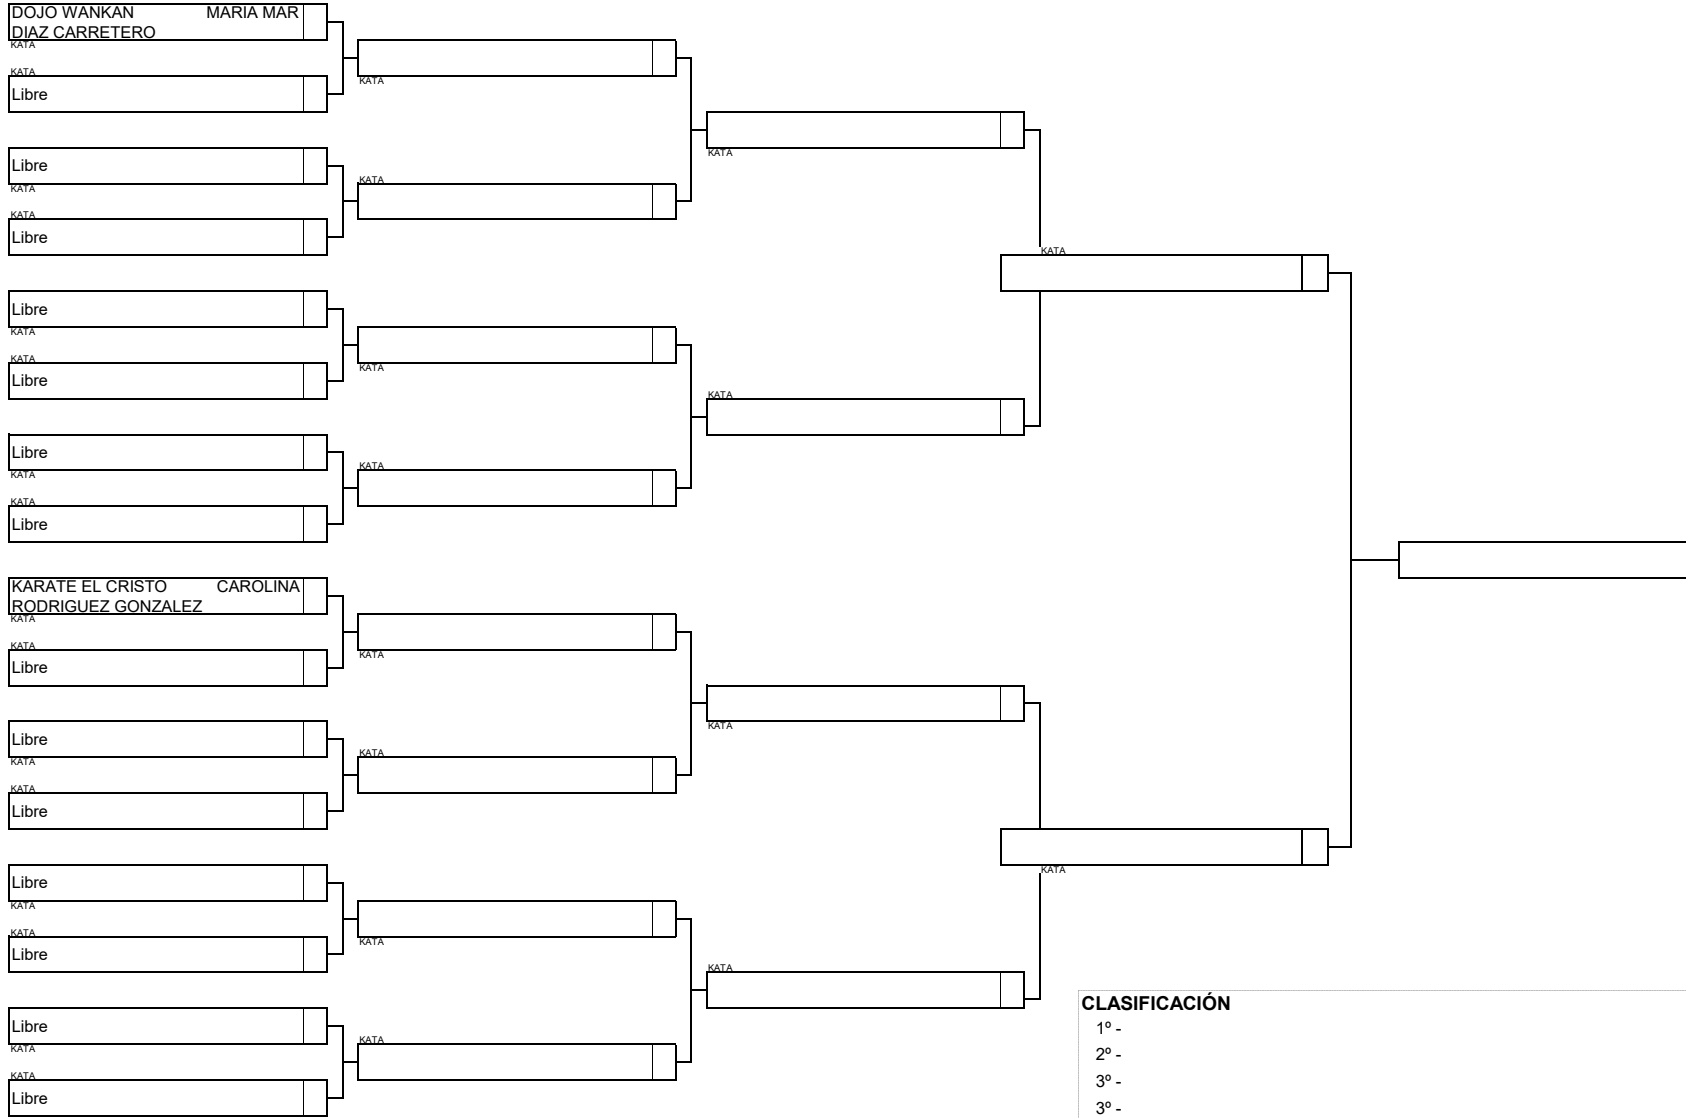 DOJO WANKAN MARIA MAR
DIAZ CARRETERO
KATA
KATA
Libre
KATA
Libre
KATA
KATA
KATA
Libre
Libre
KATA
KATA
Libre
KATA
Libre
KATA
KATA
KATA
Libre
KARATE EL CRISTO CAROLINA
RODRIGUEZ GONZALEZ
KATA
KATA
Libre
KATA
Libre
KATA
KATA
KATA
Libre
Libre
KATA
KATA
Libre
KATA
Libre
KATA
KATA
KATA
Libre
KATA
KATA
KATA
KATA
KATA
KATA
CLASIFICACIÓN
1º -
2º -
3º -
3º -